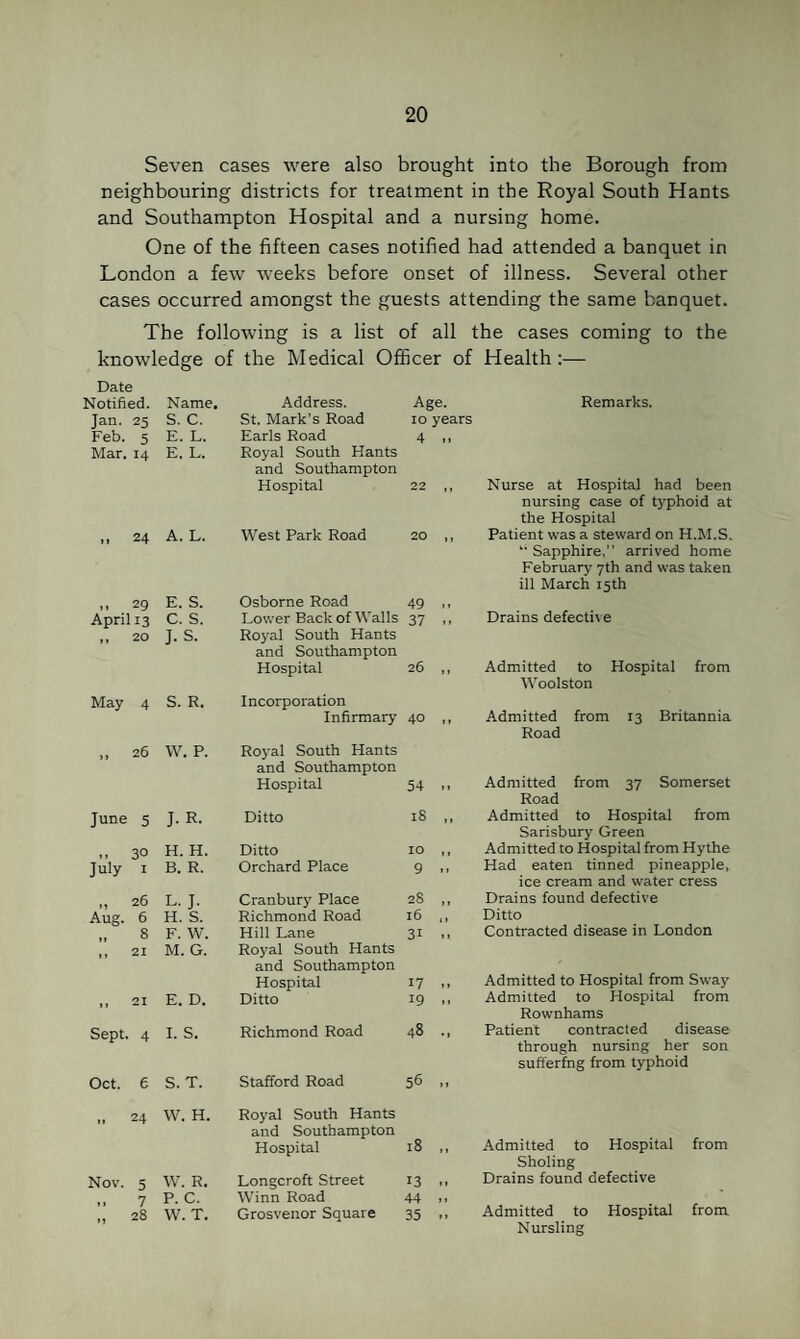 20
Seven cases were also brought into the Borough from
neighbouring districts for treatment in the Royal South Hants
and Southampton Hospital and a nursing home.
One of the fifteen cases notified had attended a banquet in
London a few weeks before onset of illness. Several other
cases occurred amongst the guests attending the same banquet.
The following is a list of all the cases coming to the
knowledge of the Medical Officer of Health :—
Date
Notified. Name. Address. Age. Remarks.
Jan. 25 S. C. St. Mark's Road 10 years
Feb. 5 E. L. Earls Road 4 ,,
Mar. 14 E. L. Royal South Hants
and Southampton
Hospital 22 ,, Nurse at Hospital had been
nursing case of typhoid at
the Hospital
,, 24 A. L. West Park Road 20 ,, Patient was a steward on H.M.S.
“ Sapphire,” arrived home
February 7th and was taken
ill March 15th
,, 29 E. S. Osborne Road 49 ,,
April 13 C. S. Lower Back of Walls 37 ,, Drains defective
,, 20 J. S. Royal South Hants
and Southampton
Hospital 26 ,, Admitted to Hospital from
Woolston
May 4 S. R. Incorporation
Infirmary 40 ,, Admitted from 13 Britannia
Road
,, 26 W. P. Royal South Hants
and Southampton
Hospital 54 ,, Admitted from 37 Somerset
Road
June 5 J. R. Ditto 18 ,, Admitted to Hospital from
Sarisbury Green
,, 30 H. H. Ditto 10 ,, Admitted to Hospital from Hythe
July 1 B. R. Orchard Place 9 ,, Had eaten tinned pineapple,
ice cream and water cress
,, 26 L. J. Cranbury Place 28 ,, Drains found defective
Aug. 6 H. S. Richmond Road 16 ,, Ditto
,, 8 F. W. Hill Lane 31 ,, Contracted disease in London
,, 21 M. G. Royal South Hants
and Southampton
Hospital 17 ,, Admitted to Hospital from Sway
,, 21 E. D. Ditto 19 ,, Admitted to Hospital from
Rownhams
Sept. 4 I. S. Richmond Road 48 ., Patient contracted disease
through nursing her son
sufferfng from typhoid
Oct. 6 S. T. Stafford Road 56 ,,
,, 24 W. H. Royal South Hants
and Southampton
Hospital 18 ,, Admitted to Hospital from
Sholing
Nov. 5 W. R. Longcroft Street 13 ,, Drains found defective
,, 7 P. C. Winn Road 44 ,,
,, 28 W. T. Grosvenor Square 35 ,, Admitted to Hospital from
Nursling